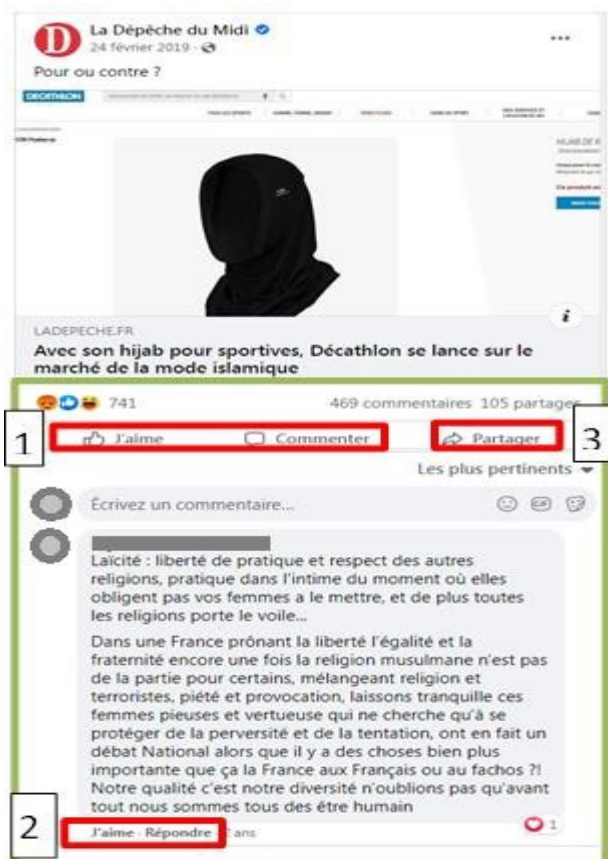 La Dépêche du Midi
24 février 2019
Pour ou contre ?
DECATHLON
HIJAB DE R
LADEPECHE.FR
Avec son hijab pour sportives, Décathlon se lance sur le
marché de la mode islamique
741 469 commentaires 105 partages
1 J'aime Commenter Partager 3
Les plus pertinents
Écrivez un commentaire...
GIF
Laïcité : liberté de pratique et respect des autres
religions, pratique dans l'intime du moment où elles
obligent pas vos femmes a le mettre, et de plus toutes
les religions porte le voile...
Dans une France prônant la liberté l'égalité et la
fraternité encore une fois la religion musulmane n'est pas
de la partie pour certains, mélangeant religion et
terroristes, piété et provocation, laissons tranquille ces
femmes pieuses et vertueuse qui ne cherche qu'à se
protéger de la perversité et de la tentation, ont en fait un
débat National alors que il y a des choses bien plus
importante que ça la France aux Français ou au fachos ?!
Notre qualité c'est notre diversité n'oublions pas qu'avant
tout nous sommes tous des être humain
2 J'aime · Répondre · 2 ans 1